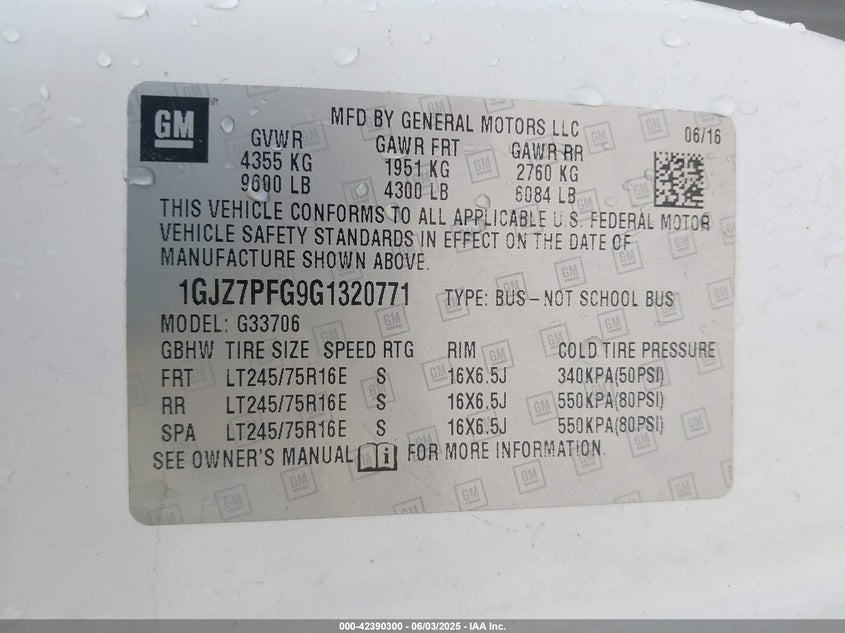 GM
MFD BY GENERAL MOTORS LLC
06/16
GVWR GAWR FRT GAWR RR
4355 KG 1951 KG 2760 KG
9600 LB 4300 LB 6084 LB
THIS VEHICLE CONFORMS TO ALL APPLICABLE U.S. FEDERAL MOTOR
VEHICLE SAFETY STANDARDS IN EFFECT ON THE DATE OF
MANUFACTURE SHOWN ABOVE.
1GJZ7PFG9G1320771 TYPE: BUS-NOT SCHOOL BUS
MODEL: G33706
GBHW TIRE SIZE SPEED RTG RIM COLD TIRE PRESSURE
FRT LT245/75R16E S 16X6.5J 340KPA(50PSI)
RR LT245/75R16E S 16X6.5J 550KPA(80PSI)
SPA LT245/75R16E S 16X6.5J 550KPA(80PSI)
SEE OWNER'S MANUAL i FOR MORE INFORMATION.
000-42390300 - 06/03/2025 - IAA Inc.